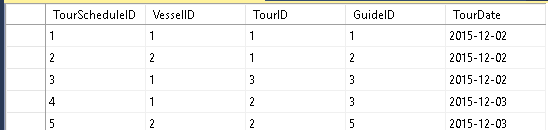 TourScheduleID VesselID TourID GuideID TourDate
1 1 1 1 2015-12-02
2 2 1 2 2015-12-02
3 1 3 3 2015-12-02
4 1 2 3 2015-12-03
5 2 2 5 2015-12-03